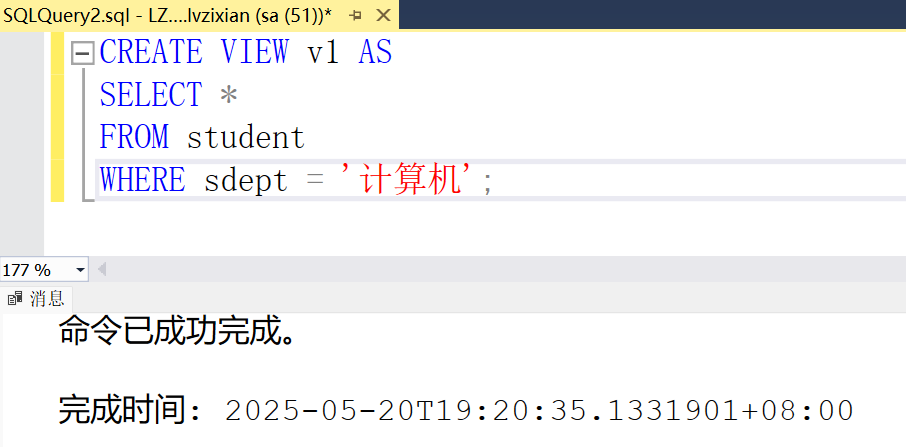 SQLQuery2.sql - LZ....lvzixian (sa (51))*
CREATE VIEW v1 AS
SELECT *
FROM student
WHERE sdept = '计算机';
177 %
消息
命令已成功完成。
完成时间: 2025-05-20T19:20:35.1331901+08:00